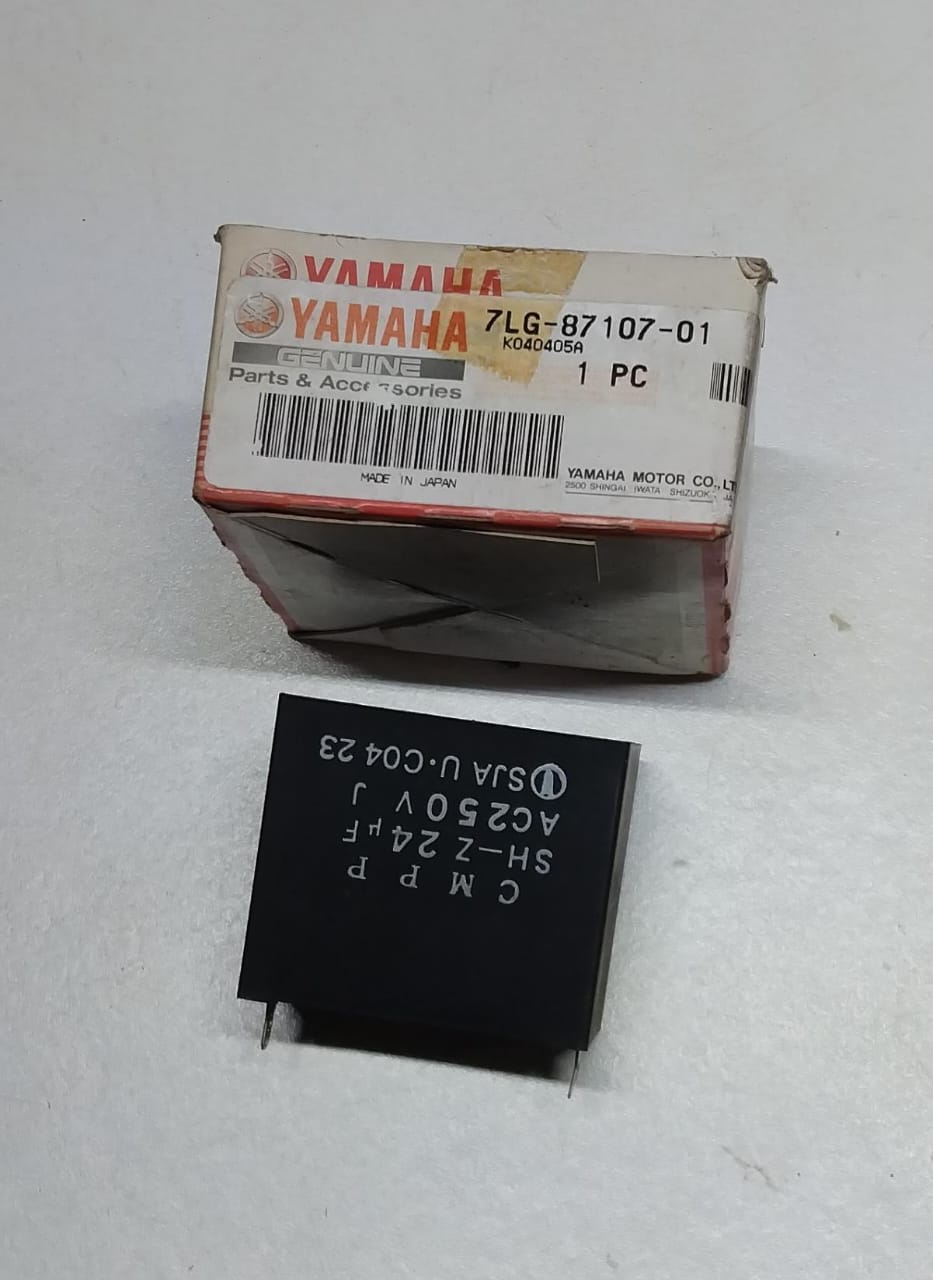 YAMAHA
YAMAHA
7LG-87107-01
K040405A
GENUINE
1 PC
Parts & Accessories
MADE IN JAPAN
YAMAHA MOTOR CO.,LT
2500 SHINGAI IWATA SHIZUOK JA
C M P P
SH-Z 24µF
AC250V J
SJA U·C04 23